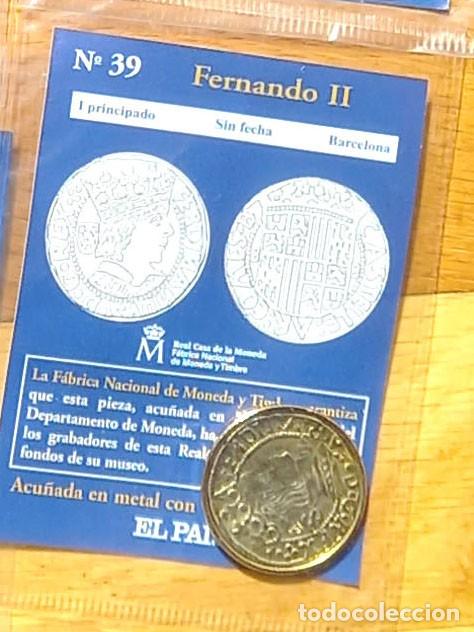 Nº 39
Fernando II
1 principado Sin fecha Barcelona
M
Real Casa de la Moneda
Fábrica Nacional
de Moneda y Timbre
La Fábrica Nacional de Moneda y
que esta pieza, acuñada en
Departamento de Moneda, ha
los grabadores de esta Real
fondos de su museo.
Acuñada en metal con
EL PAÍS
todocoleccion